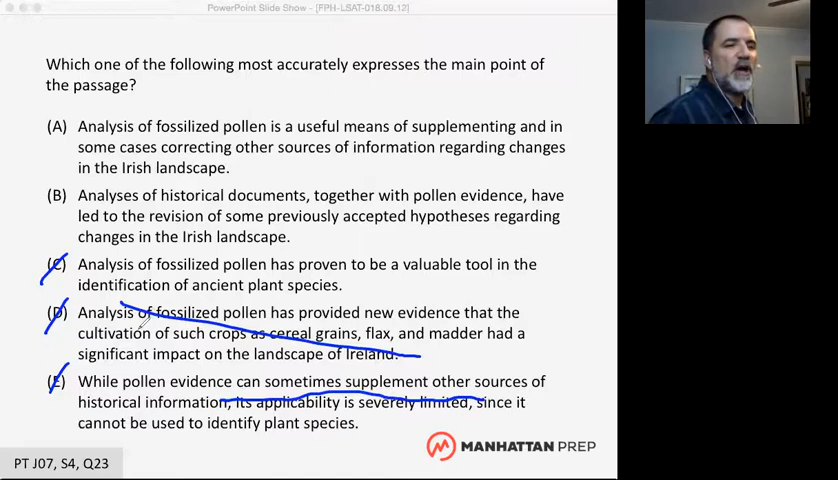 PowerPoint Slide Show - [FPH-LSAT-018.09.12]
Which one of the following most accurately expresses the main point of
the passage?
(A) Analysis of fossilized pollen is a useful means of supplementing and in
some cases correcting other sources of information regarding changes
in the Irish landscape.
(B) Analyses of historical documents, together with pollen evidence, have
led to the revision of some previously accepted hypotheses regarding
changes in the Irish landscape.
(C) Analysis of fossilized pollen has proven to be a valuable tool in the
identification of ancient plant species.
(D) Analysis of fossilized pollen has provided new evidence that the
cultivation of such crops as cereal grains, flax, and madder had a
significant impact on the landscape of Ireland.
(E) While pollen evidence can sometimes supplement other sources of
historical information, its applicability is severely limited, since it
cannot be used to identify plant species.
MANHATTAN PREP
PT J07, S4, Q23